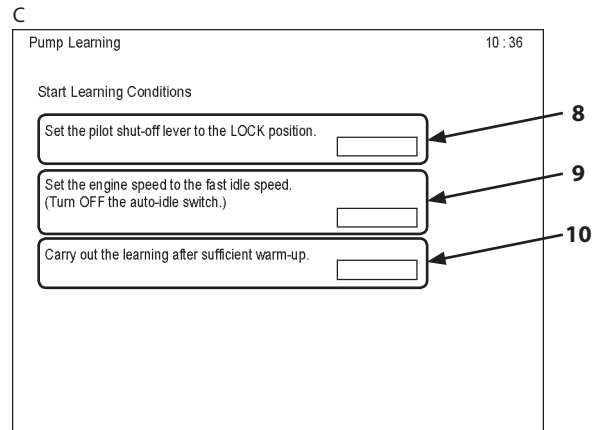 C
Pump Learning 10 : 36
Start Learning Conditions
Set the pilot shut-off lever to the LOCK position.
8
Set the engine speed to the fast idle speed.
(Turn OFF the auto-idle switch.)
9
Carry out the learning after sufficient warm-up.
10